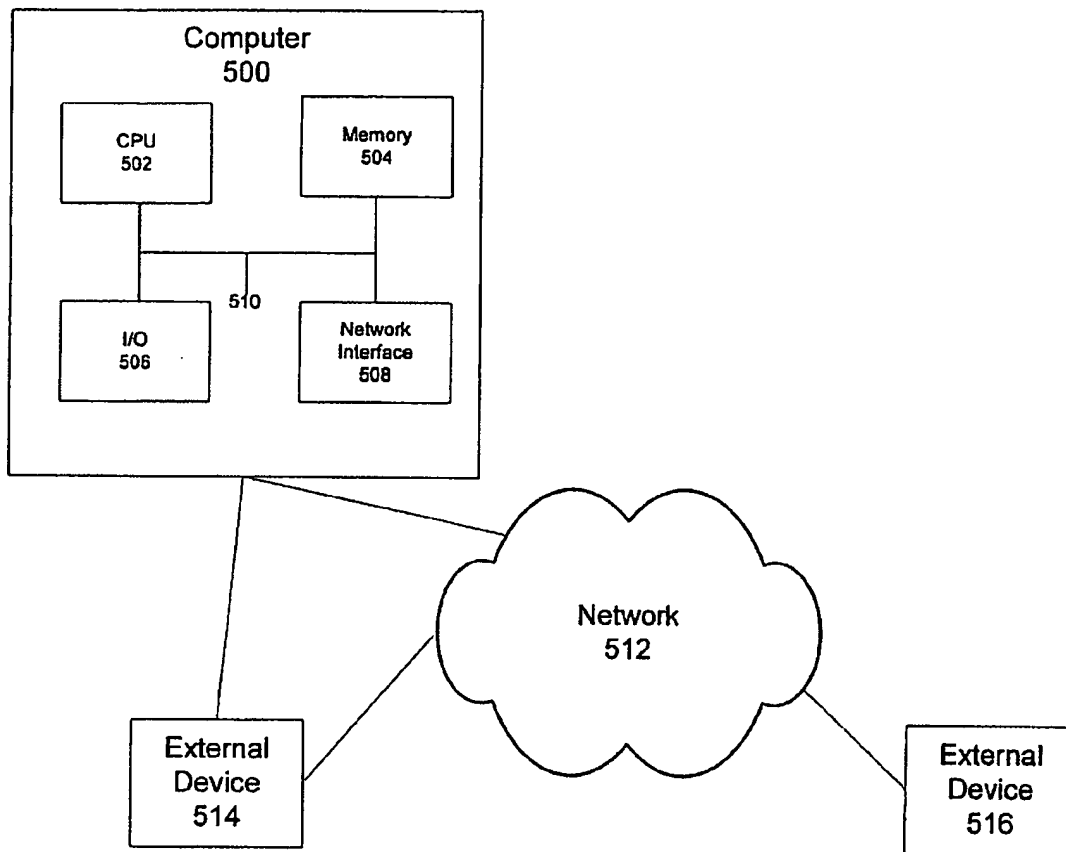 Computer
500
CPU
502
Memory
504
510
I/O
506
Network
Interface
508
Network
512
External
Device
514
External
Device
516